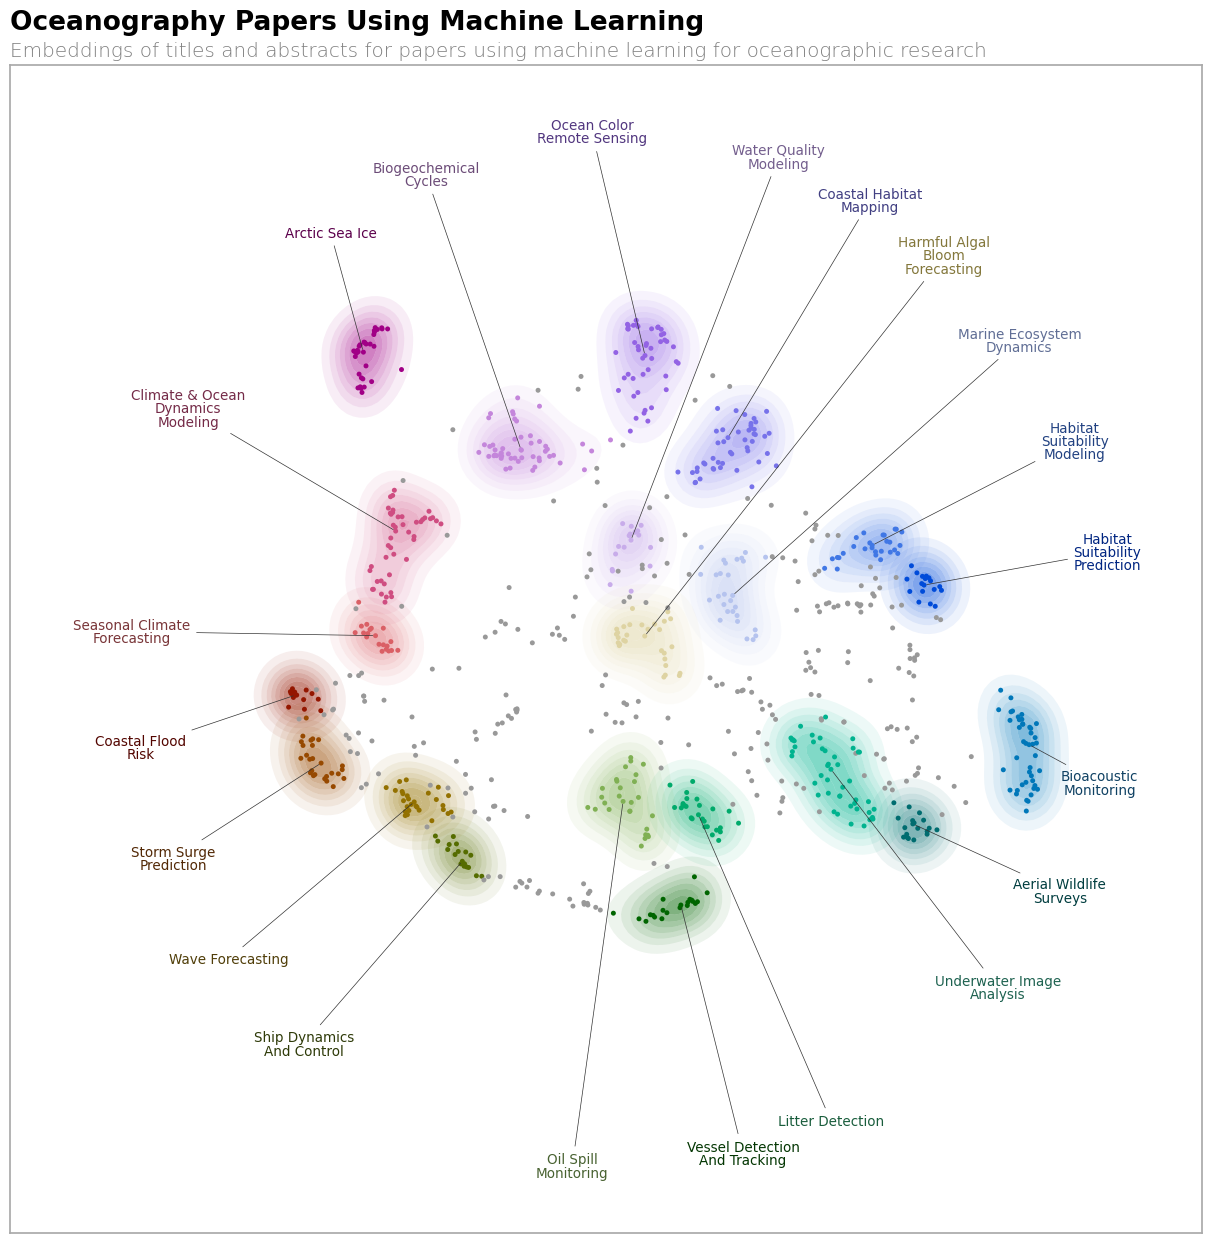 Oceanography Papers Using Machine Learning
Embeddings of titles and abstracts for papers using machine learning for oceanographic research
Ocean Color
Remote Sensing
Water Quality
Modeling
Biogeochemical
Cycles
Coastal Habitat
Mapping
Arctic Sea Ice
Harmful Algal
Bloom
Forecasting
Marine Ecosystem
Dynamics
Climate & Ocean
Dynamics
Modeling
Habitat
Suitability
Modeling
Habitat
Suitability
Prediction
Seasonal Climate
Forecasting
Coastal Flood
Risk
Bioacoustic
Monitoring
Storm Surge
Prediction
Aerial Wildlife
Surveys
Wave Forecasting
Underwater Image
Analysis
Ship Dynamics
And Control
Litter Detection
Vessel Detection
And Tracking
Oil Spill
Monitoring